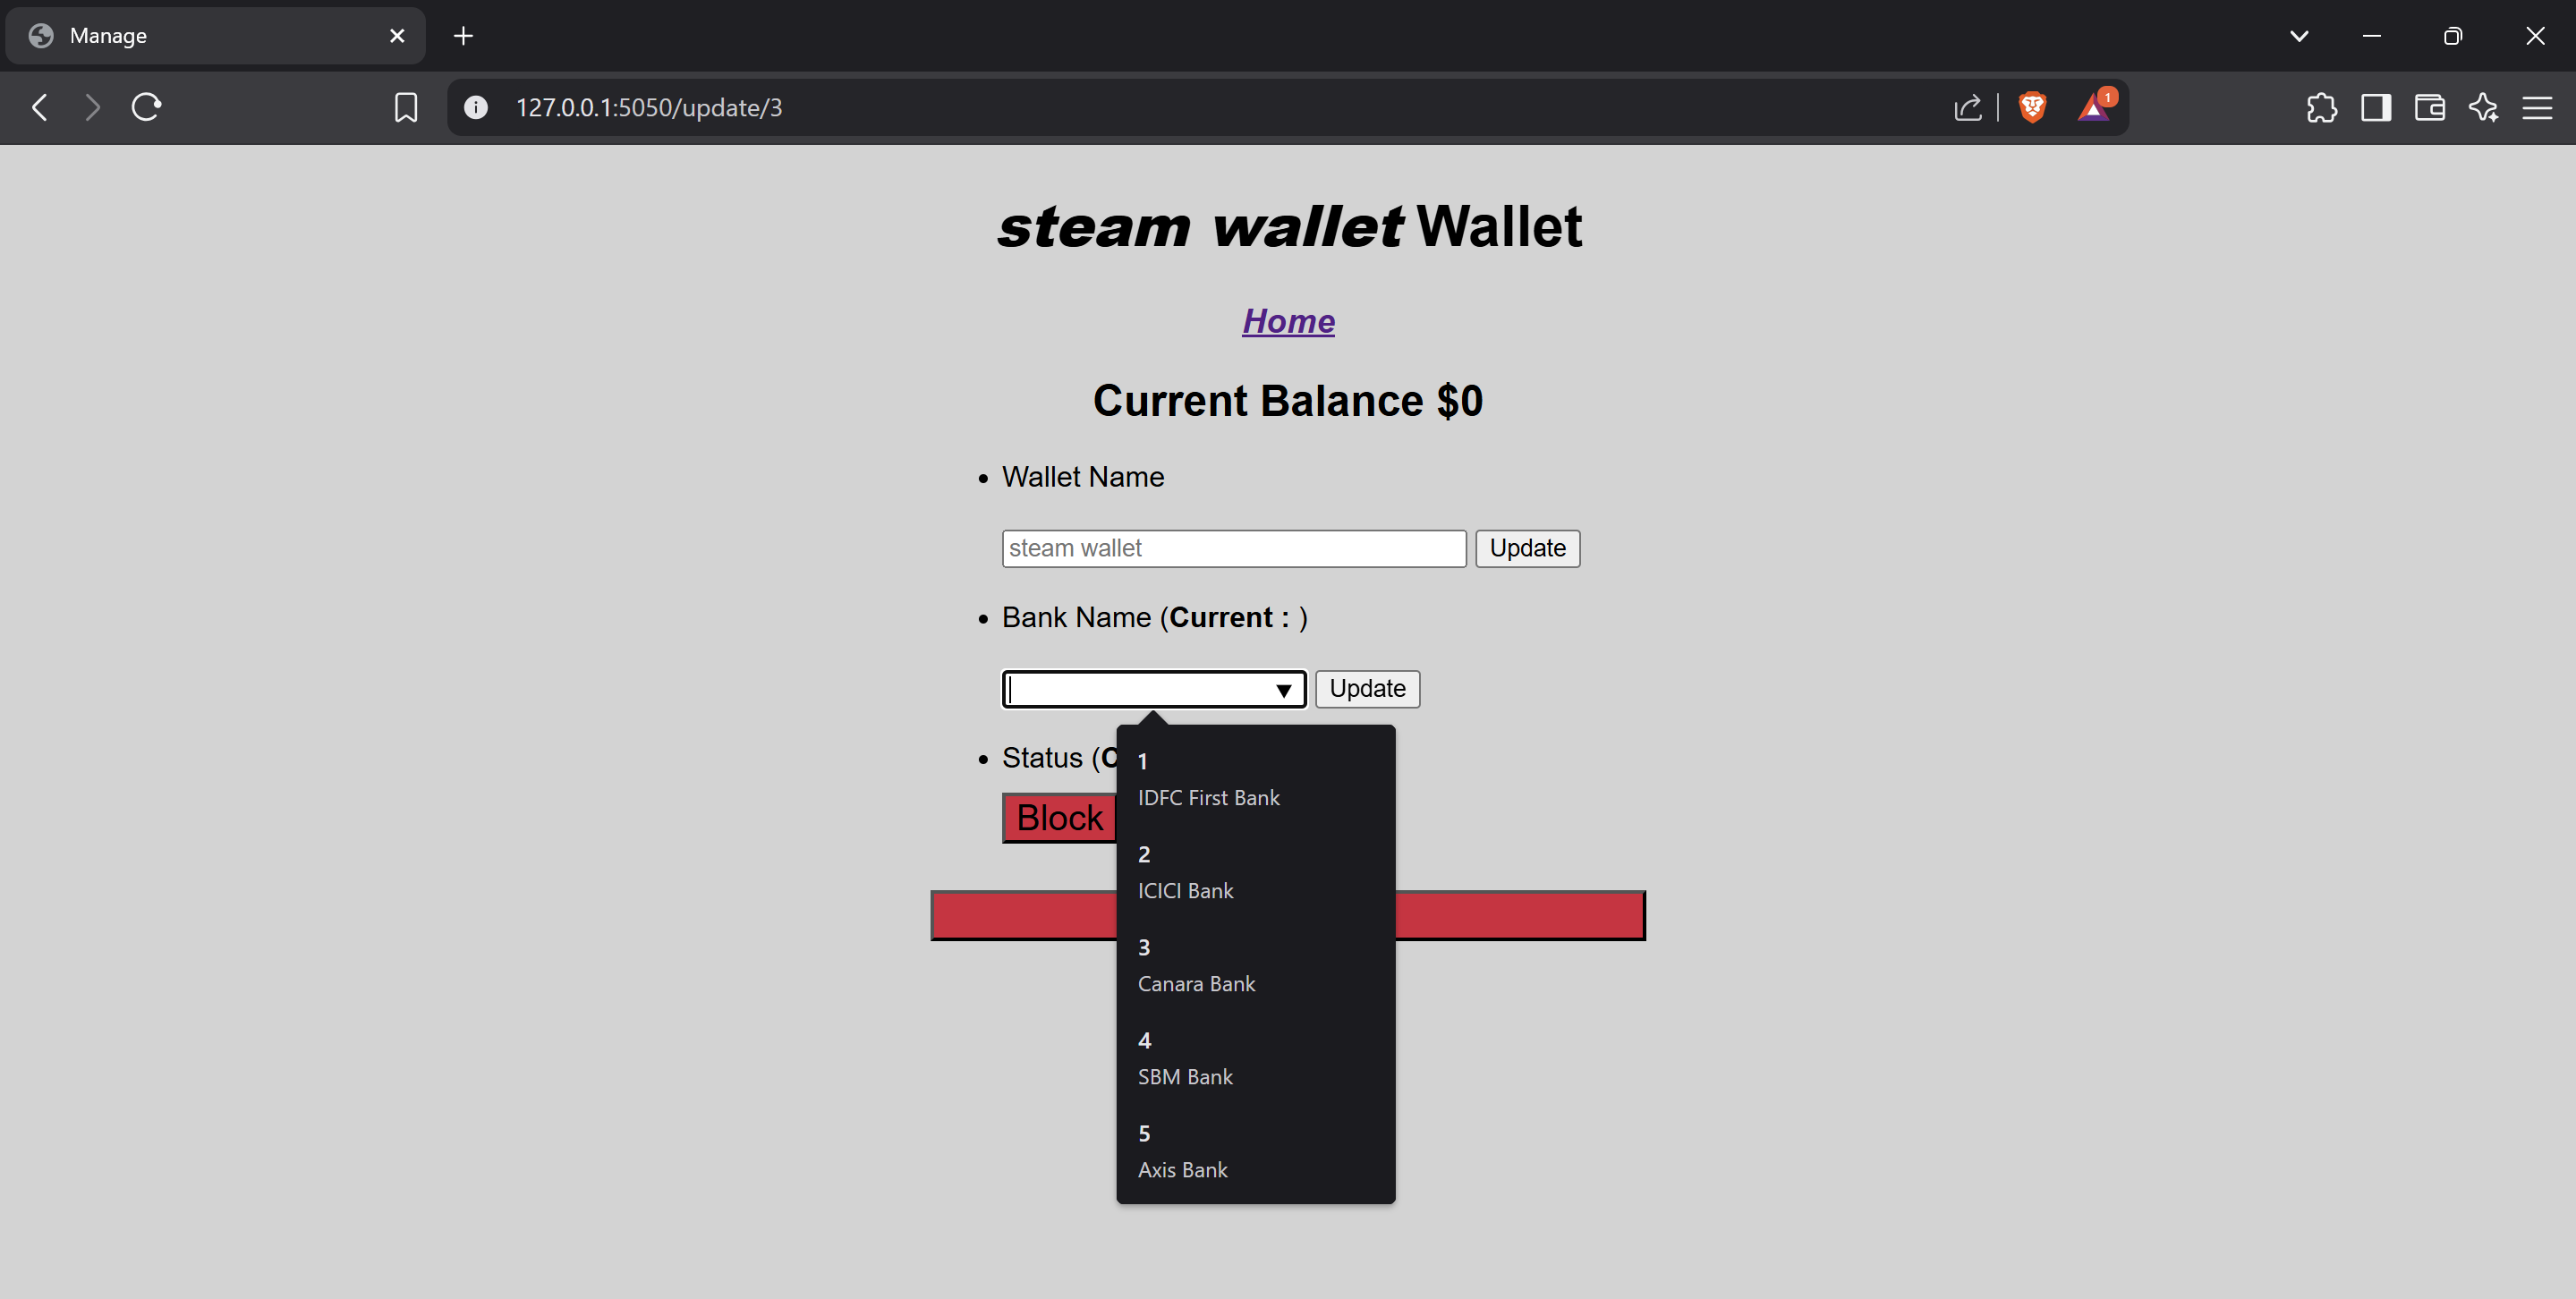 Manage
127.0.0.1:5050/update/3
1
steam wallet Wallet
Home
Current Balance $0
Wallet Name
steam wallet Update
Bank Name (Current : )
Update
Status (C
Block
1
IDFC First Bank
2
ICICI Bank
3
Canara Bank
4
SBM Bank
5
Axis Bank